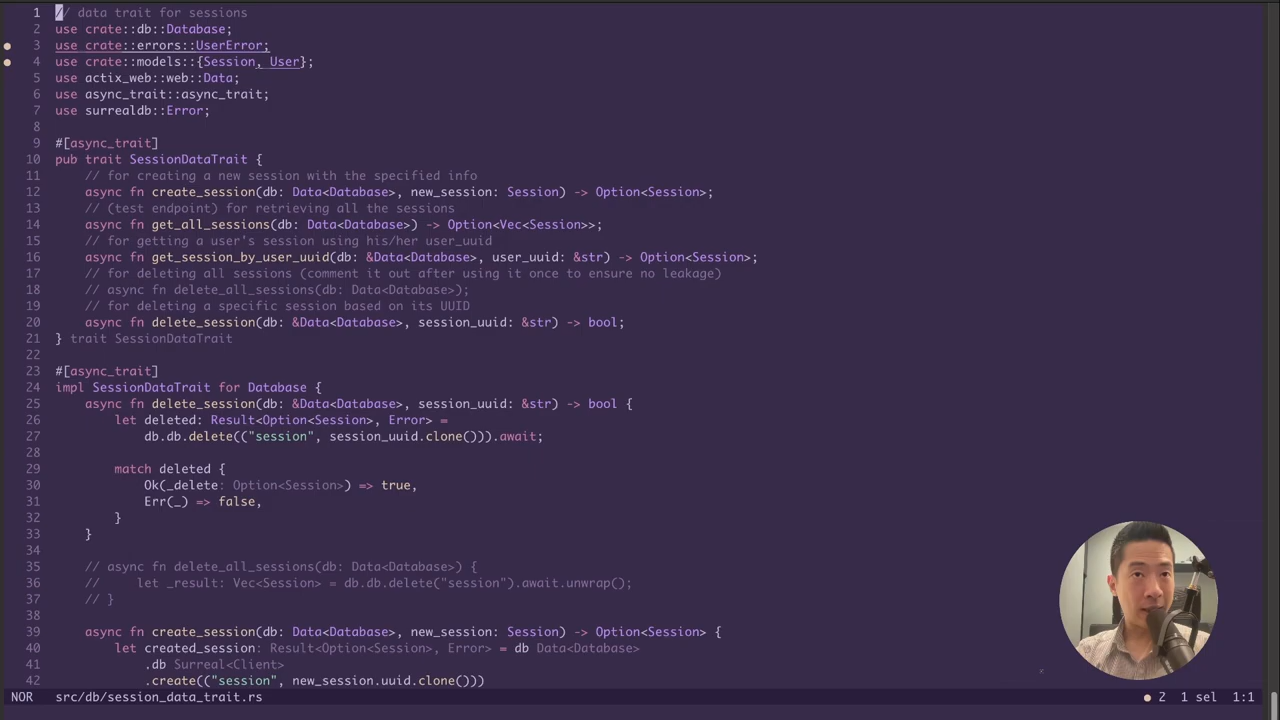 1 // data trait for sessions
2 use crate::db::Database;
3 use crate::errors::UserError;
4 use crate::models::{Session, User};
5 use actix_web::web::Data;
6 use async_trait::async_trait;
7 use surrealdb::Error;
8
9 #[async_trait]
10 pub trait SessionDataTrait {
11     // for creating a new session with the specified info
12     async fn create_session(db: Data<Database>, new_session: Session) -> Option<Session>;
13     // (test endpoint) for retrieving all the sessions
14     async fn get_all_sessions(db: Data<Database>) -> Option<Vec<Session>>;
15     // for getting a user's session using his/her user_uuid
16     async fn get_session_by_user_uuid(db: &Data<Database>, user_uuid: &str) -> Option<Session>;
17     // for deleting all sessions (comment it out after using it once to ensure no leakage)
18     // async fn delete_all_sessions(db: Data<Database>);
19     // for deleting a specific session based on its UUID
20     async fn delete_session(db: &Data<Database>, session_uuid: &str) -> bool;
21 } trait SessionDataTrait
22
23 #[async_trait]
24 impl SessionDataTrait for Database {
25     async fn delete_session(db: &Data<Database>, session_uuid: &str) -> bool {
26         let deleted: Result<Option<Session>, Error> =
27             db.db.delete(("session", session_uuid.clone())).await;
28
29         match deleted {
30             Ok(_delete: Option<Session>) => true,
31             Err(_) => false,
32         }
33     }
34
35     // async fn delete_all_sessions(db: Data<Database>) {
36     //     let _result: Vec<Session> = db.db.delete("session").await.unwrap();
37     // }
38
39     async fn create_session(db: Data<Database>, new_session: Session) -> Option<Session> {
40         let created_session: Result<Option<Session>, Error> = db Data<Database>
41             .db Surreal<Client>
42             .create(("session", new_session.uuid.clone()))
NOR src/db/session_data_trait.rs ● 2 1 sel 1:1